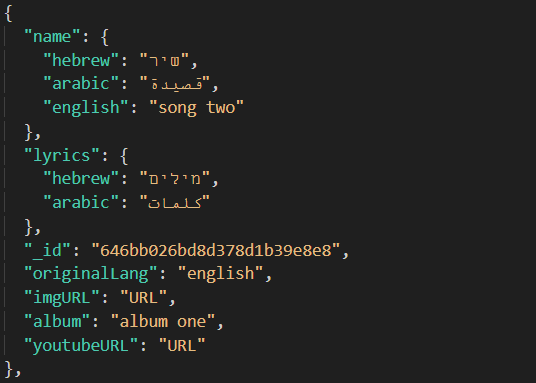 {
"name": {
"hebrew": "שיר",
"arabic": "قصيدة",
"english": "song two"
},
"lyrics": {
"hebrew": "מילים",
"arabic": "كلمات"
},
"_id": "646bb026bd8d378d1b39e8e8",
"originalLang": "english",
"imgURL": "URL",
"album": "album one",
"youtubeURL": "URL"
},